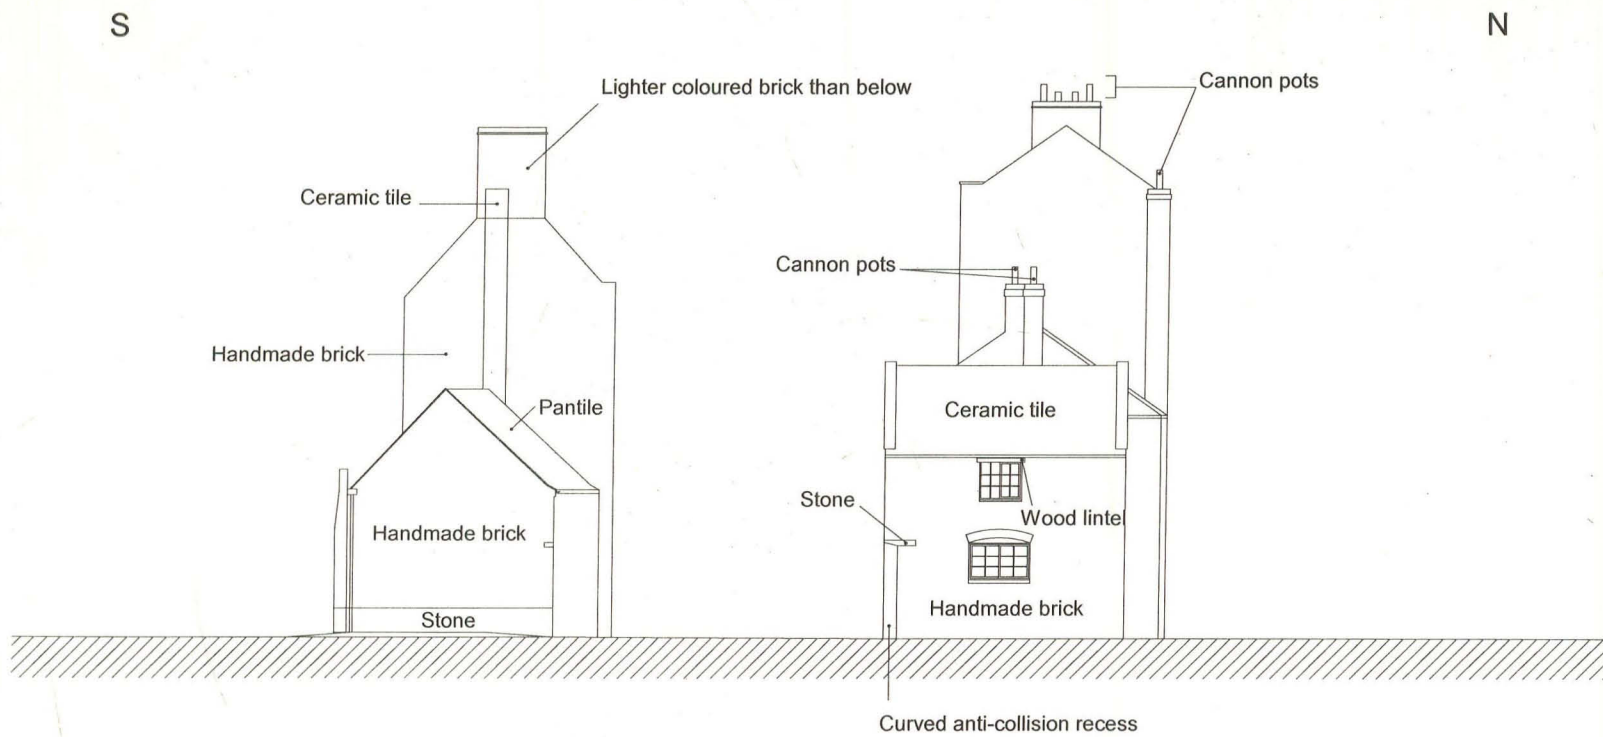 S
N
Lighter coloured brick than below
Cannon pots
Ceramic tile
Cannon pots
Handmade brick
Pantile
Ceramic tile
Stone
Wood lintel
Handmade brick
Handmade brick
Stone
Curved anti-collision recess